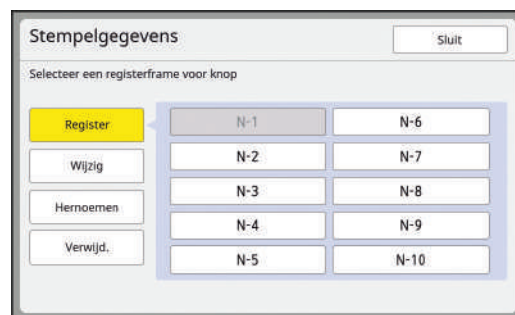 Stempelgegevens
Sluit
Selecteer een registerframe voor knop
Register
Wijzig
Hernoemen
Verwijd.
N-1
N-6
N-2
N-7
N-3
N-8
N-4
N-9
N-5
N-10